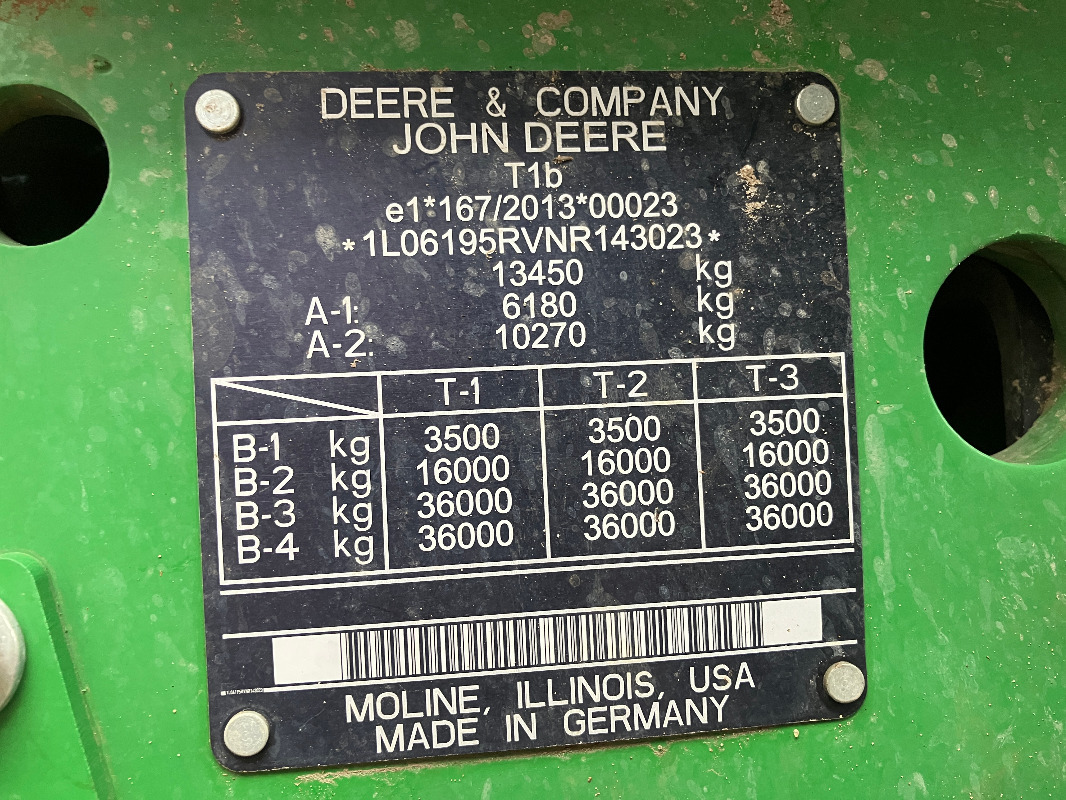 DEERE & COMPANY
JOHN DEERE
T1b
e1*167/2013*00023
*1L06195RVNR143023*
13450 kg
A-1: 6180 kg
A-2: 10270 kg
T-1 T-2 T-3
B-1 kg 3500 3500 3500
B-2 kg 16000 16000 16000
B-3 kg 36000 36000 36000
B-4 kg 36000 36000 36000
MOLINE, ILLINOIS, USA
MADE IN GERMANY